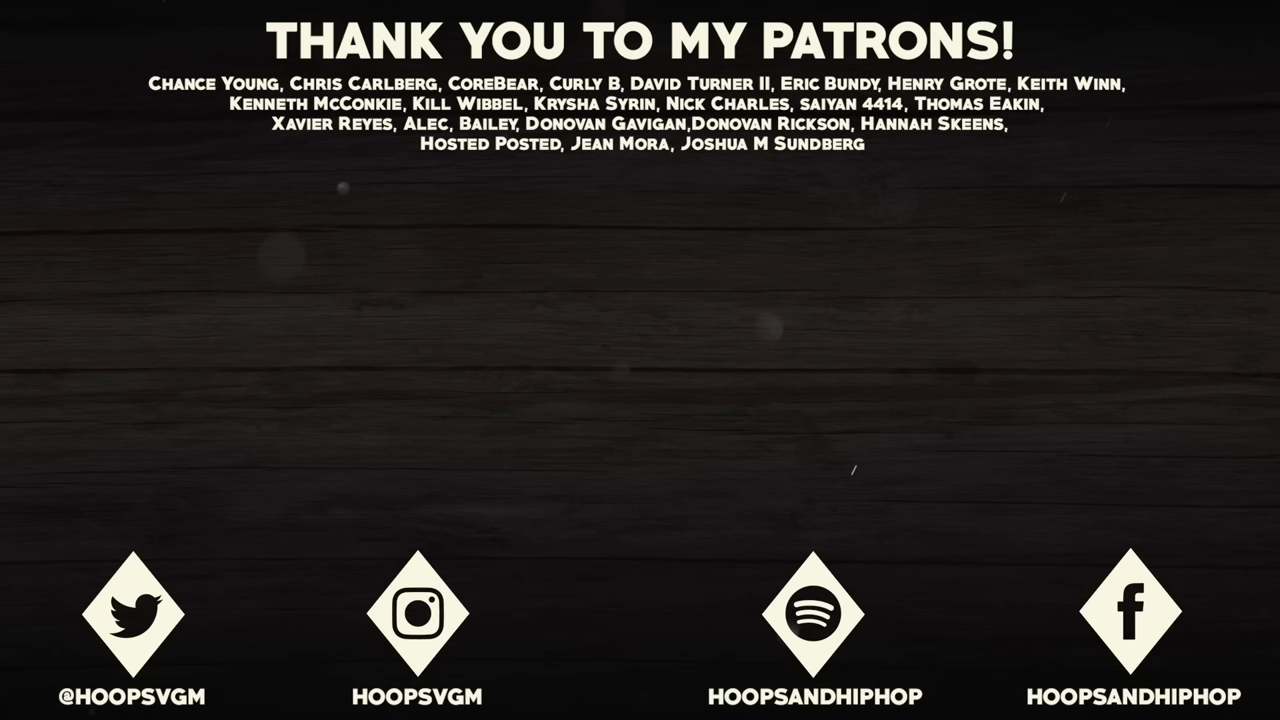 THANK YOU TO MY PATRONS!
Chance Young, Chris Carlberg, CoreBear, Curly B, David Turner II, Eric Bundy, Henry Grote, Keith Winn,
Kenneth McConkie, Kill Wibbel, Krysha Syrin, Nick Charles, saiyan 4414, Thomas Eakin,
Xavier Reyes, Alec, Bailey, Donovan Gavigan,Donovan Rickson, Hannah Skeens,
Hosted Posted, Jean Mora, Joshua M Sundberg
@HOOPSVGM
HOOPSVGM
HOOPSANDHIPHOP
HOOPSANDHIPHOP